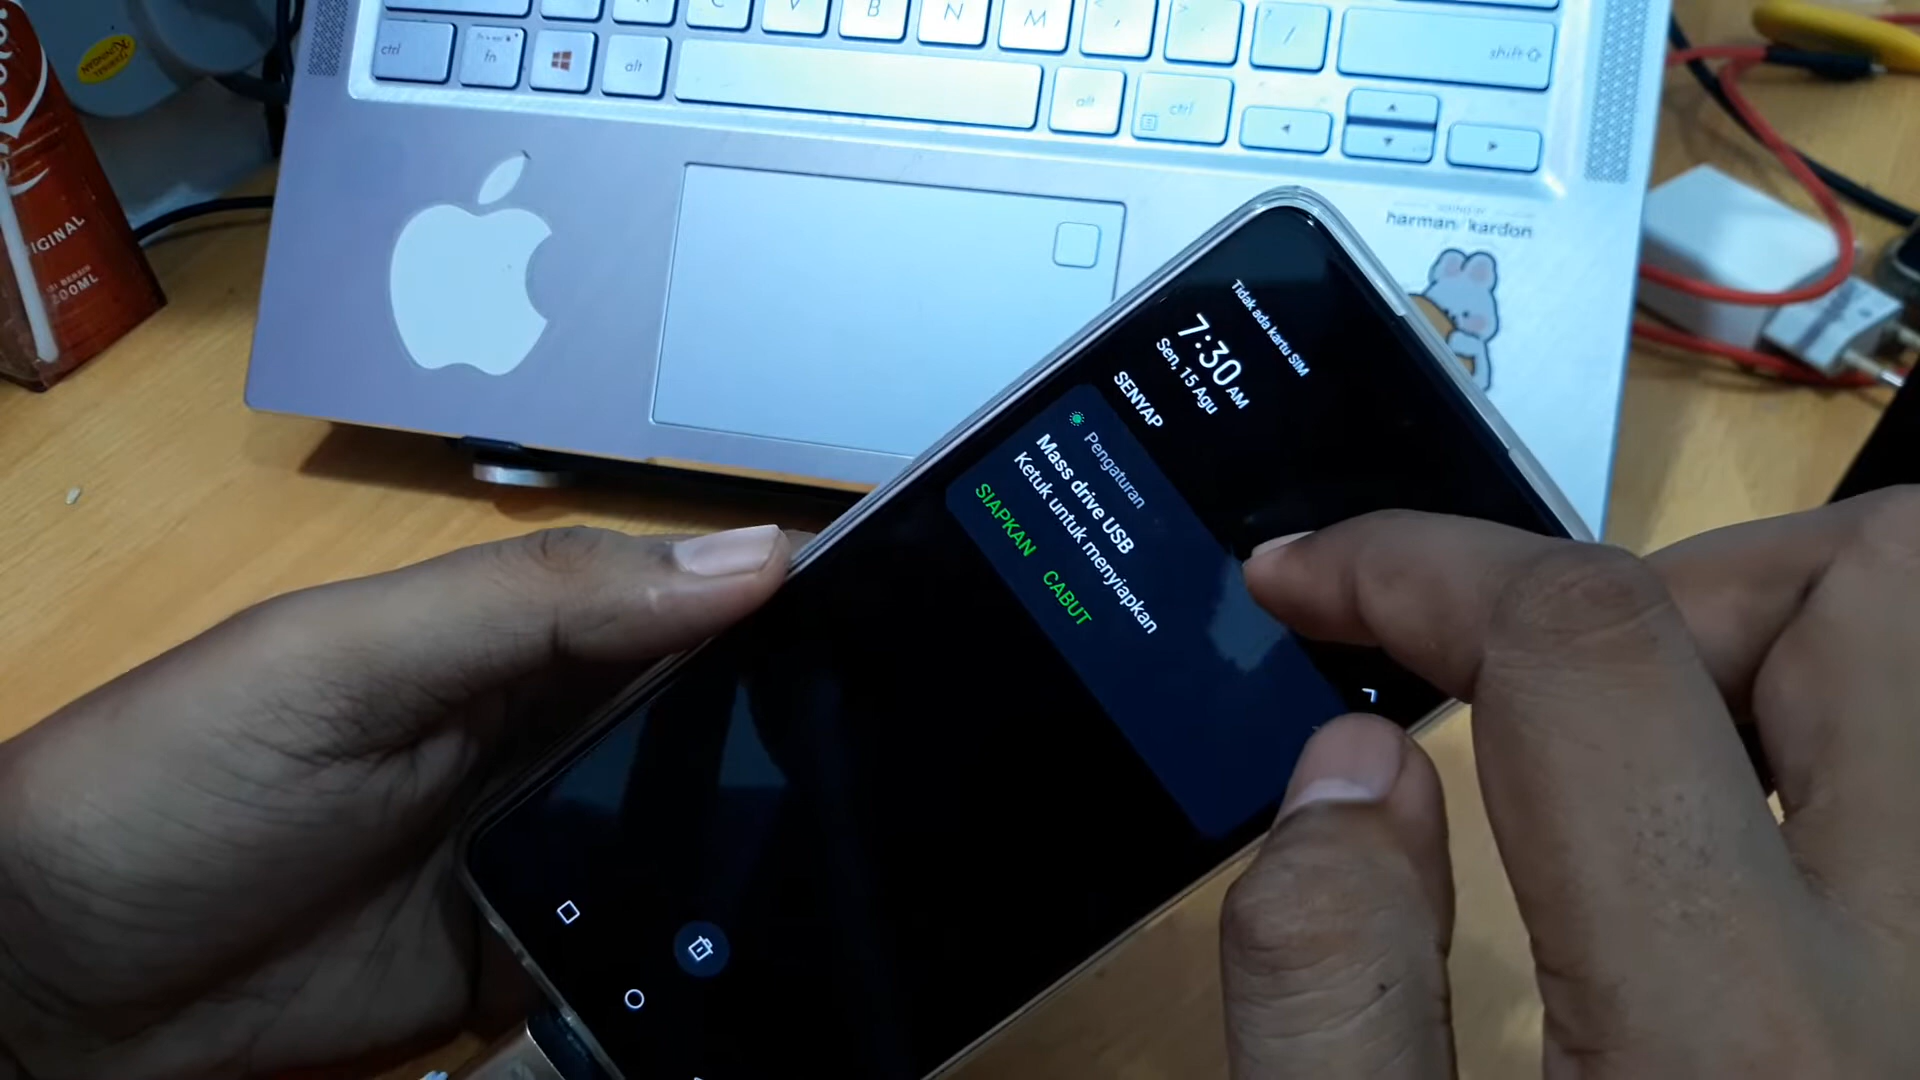 ctrl
fn
alt
C
V
B
N
M
< ,
> .
? /
shift
alt
ctrl
harman / kardon
ORIGINAL
200ML
Tidak ada kartu SIM
7:30 AM
Sen, 15 Agu
SENYAP
Pengaturan
Mass drive USB
Ketuk untuk menyiapkan
SIAPKAN CABUT